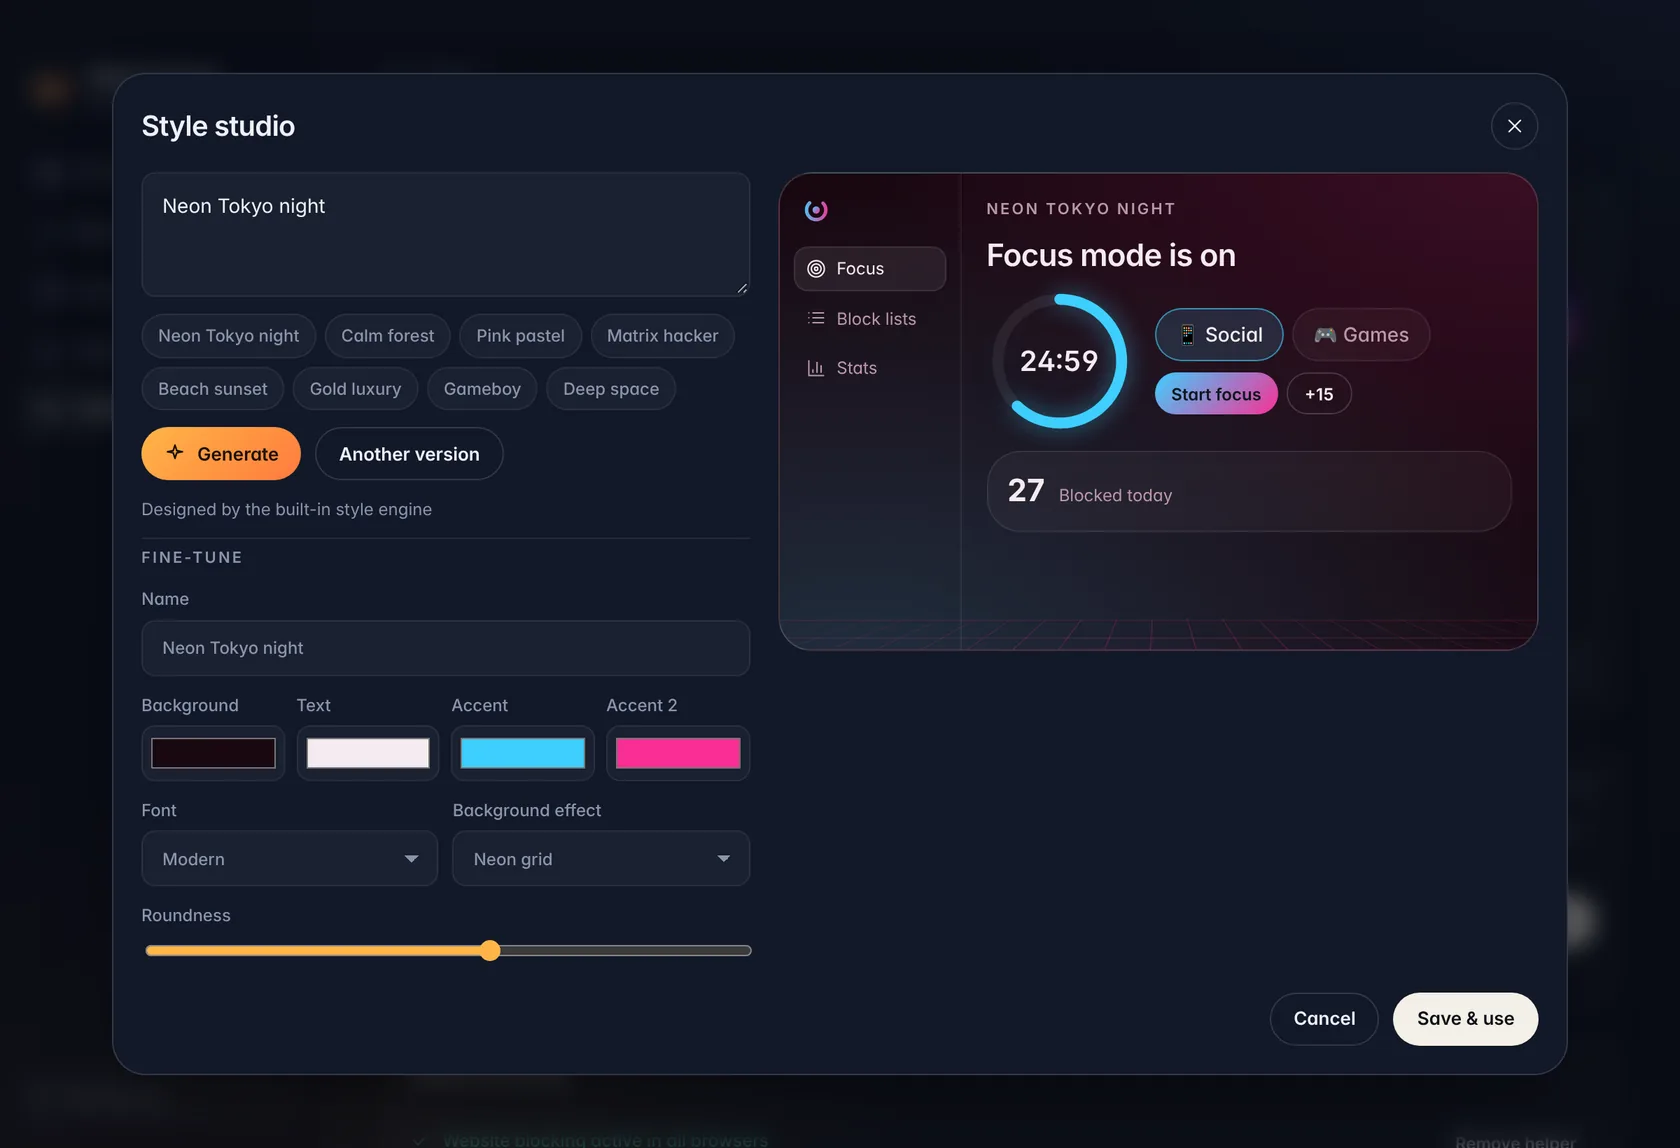 Style studio
Neon Tokyo night
Neon Tokyo night
Calm forest
Pink pastel
Matrix hacker
Beach sunset
Gold luxury
Gameboy
Deep space
Generate
Another version
Designed by the built-in style engine
FINE-TUNE
Name
Neon Tokyo night
Background
Text
Accent
Accent 2
Font
Background effect
Modern
Neon grid
Roundness
Focus
Block lists
Stats
NEON TOKYO NIGHT
Focus mode is on
24:59
Social
Games
Start focus
+15
27 Blocked today
Cancel
Save & use
Website blocking active in all browsers
Remove helper